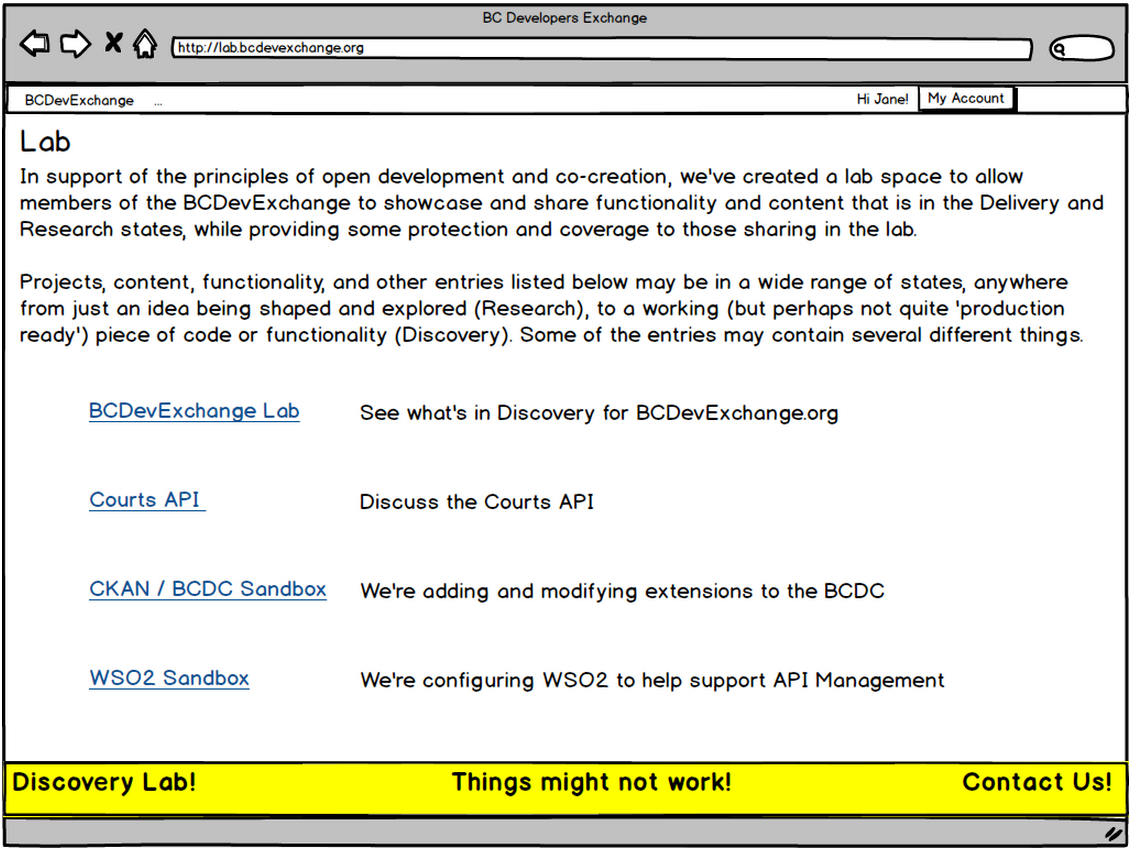 BC Developers Exchange
http://lab.bcdevexchange.org
BCDevExchange ... Hi Jane! My Account
Lab
In support of the principles of open development and co-creation, we've created a lab space to allow
members of the BCDevExchange to showcase and share functionality and content that is in the Delivery and
Research states, while providing some protection and coverage to those sharing in the lab.
Projects, content, functionality, and other entries listed below may be in a wide range of states, anywhere
from just an idea being shaped and explored (Research), to a working (but perhaps not quite 'production
ready') piece of code or functionality (Discovery). Some of the entries may contain several different things.
BCDevExchange Lab See what's in Discovery for BCDevExchange.org
Courts API Discuss the Courts API
CKAN / BCDC Sandbox We're adding and modifying extensions to the BCDC
WSO2 Sandbox We're configuring WSO2 to help support API Management
Discovery Lab! Things might not work! Contact Us!